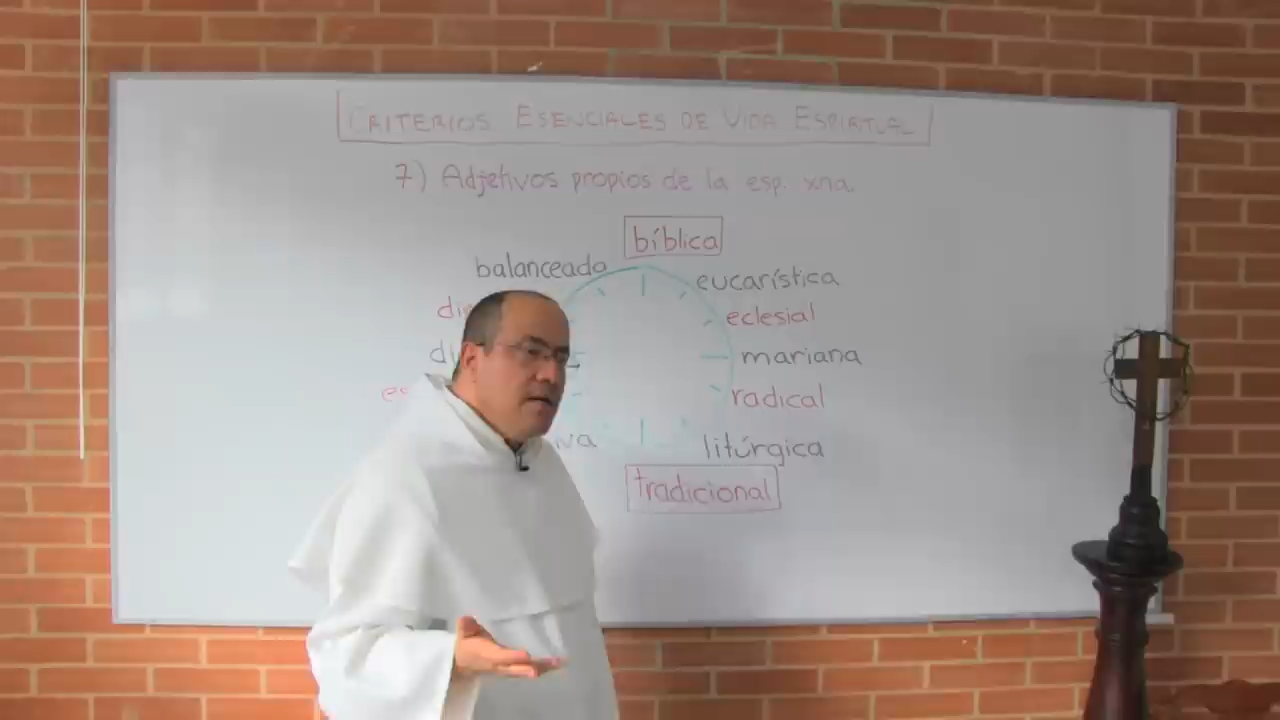 CRITERIOS ESENCIALES DE VIDA ESPIRITUAL
7) Adjetivos propios de la esp. xna.
bíblica
balanceada
eucarística
eclesial
mariana
radical
litúrgica
tradicional